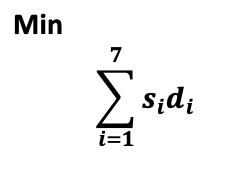 Min
7
∑ sᵢdᵢ
i=1